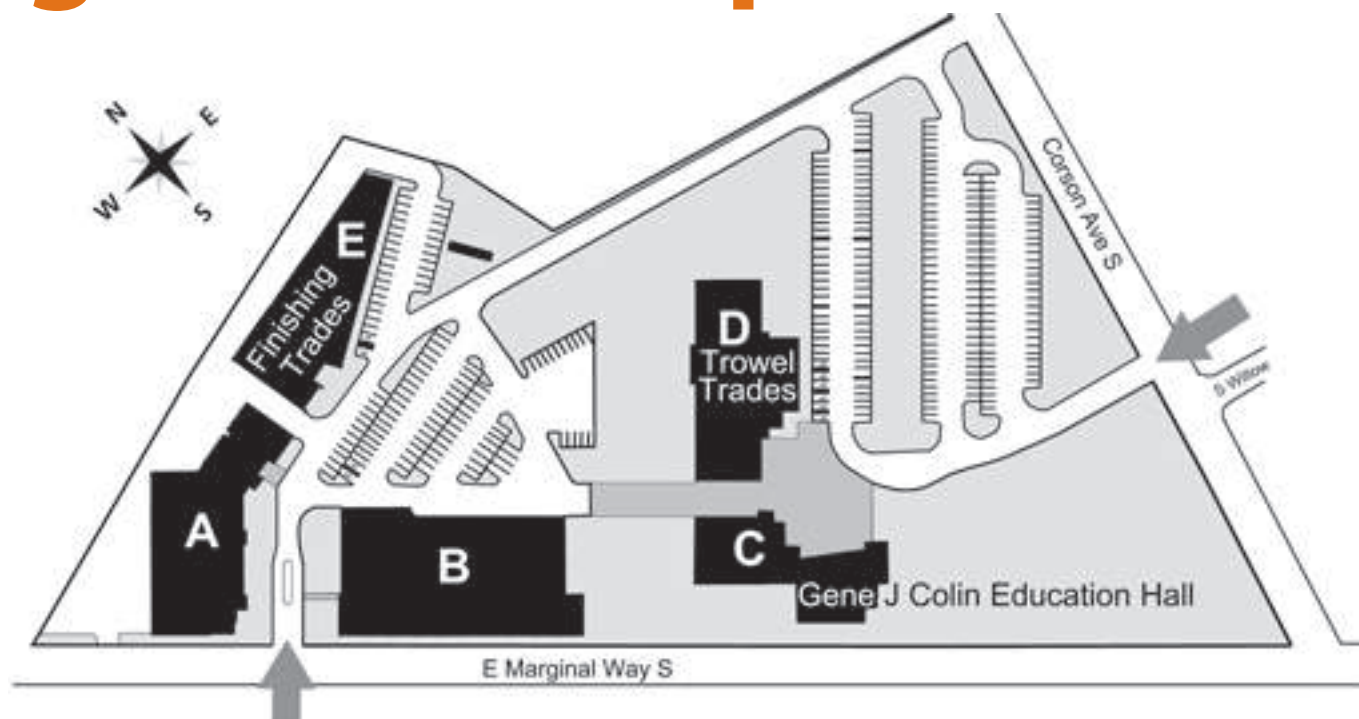 N
E
W
S
E
Finishing
Trades
Corson Ave S
D
Trowel
Trades
S Willow
A
B
C
Gene J Colin Education Hall
E Marginal Way S